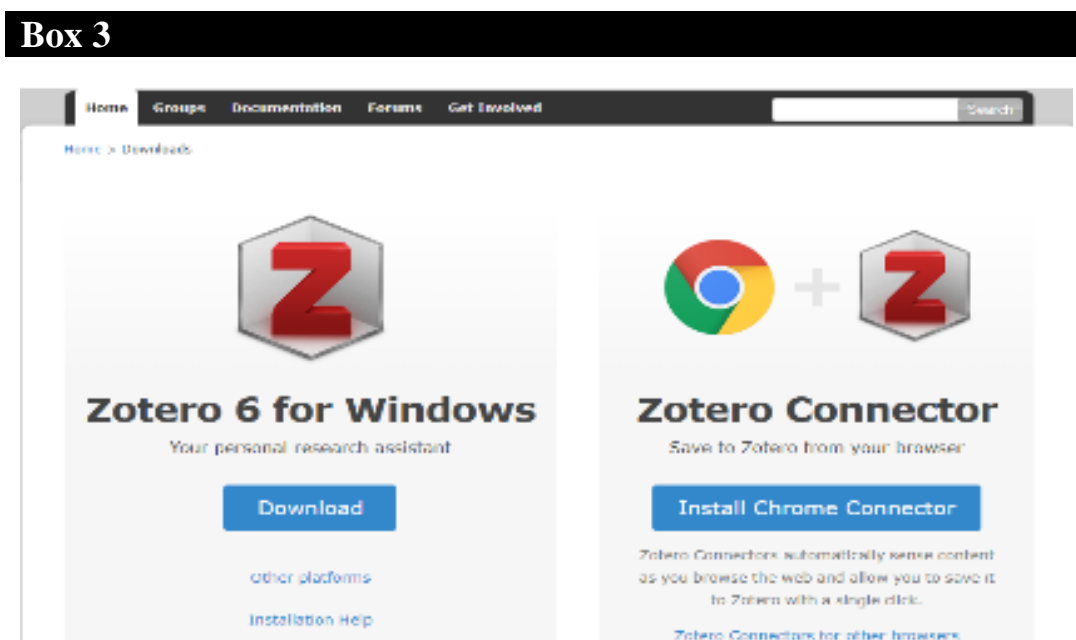 Box 3
Home Groups Documentation Forums Get Involved Search
Home > Downloads
Z Z
Zotero 6 for Windows
Your personal research assistant
Download
Other platforms
Installation Help
Zotero Connector
Save to Zotero from your browser
Install Chrome Connector
Zotero Connectors automatically sense content
as you browse the web and allow you to save it
to Zotero with a single click.
Zotero Connectors for other browsers